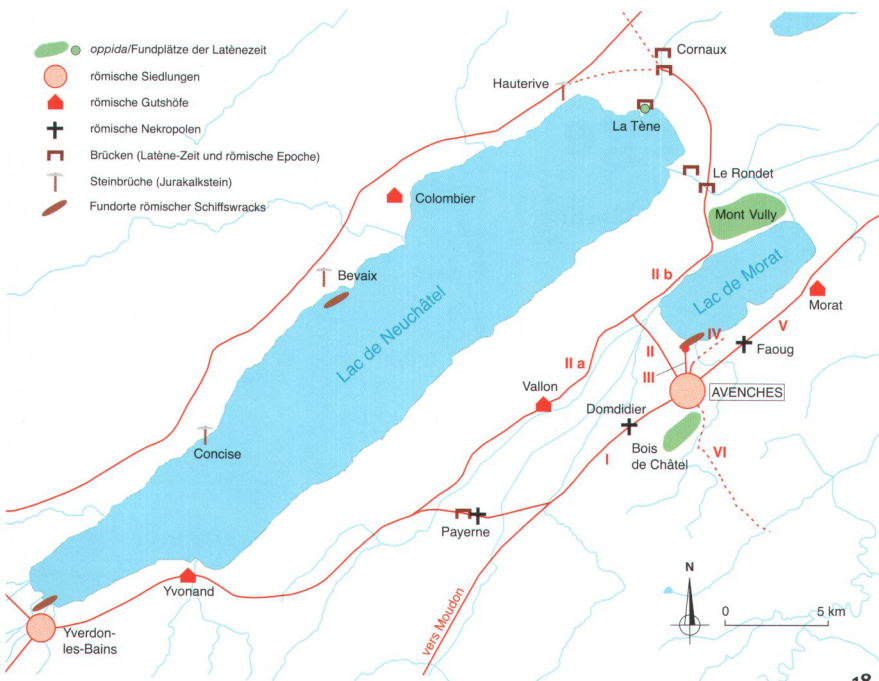 oppida/Fundplätze der Latènezeit
römische Siedlungen
römische Gutshöfe
römische Nekropolen
Brücken (Latène-Zeit und römische Epoche)
Steinbrüche (Jurakalkstein)
Fundorte römischer Schiffswracks
Cornaux
Hauterive
La Tène
Le Rondet
Colombier
Mont Vully
Bevaix
Lac de Neuchâtel
Lac de Morat
II b
Morat
IV
V
Faoug
II
II a
III
Vallon
AVENCHES
Domdidier
Concise
Bois
de Châtel
I
VI
Payerne
Yvonand
N
0
5 km
vers Moudon
Yverdon-
les-Bains